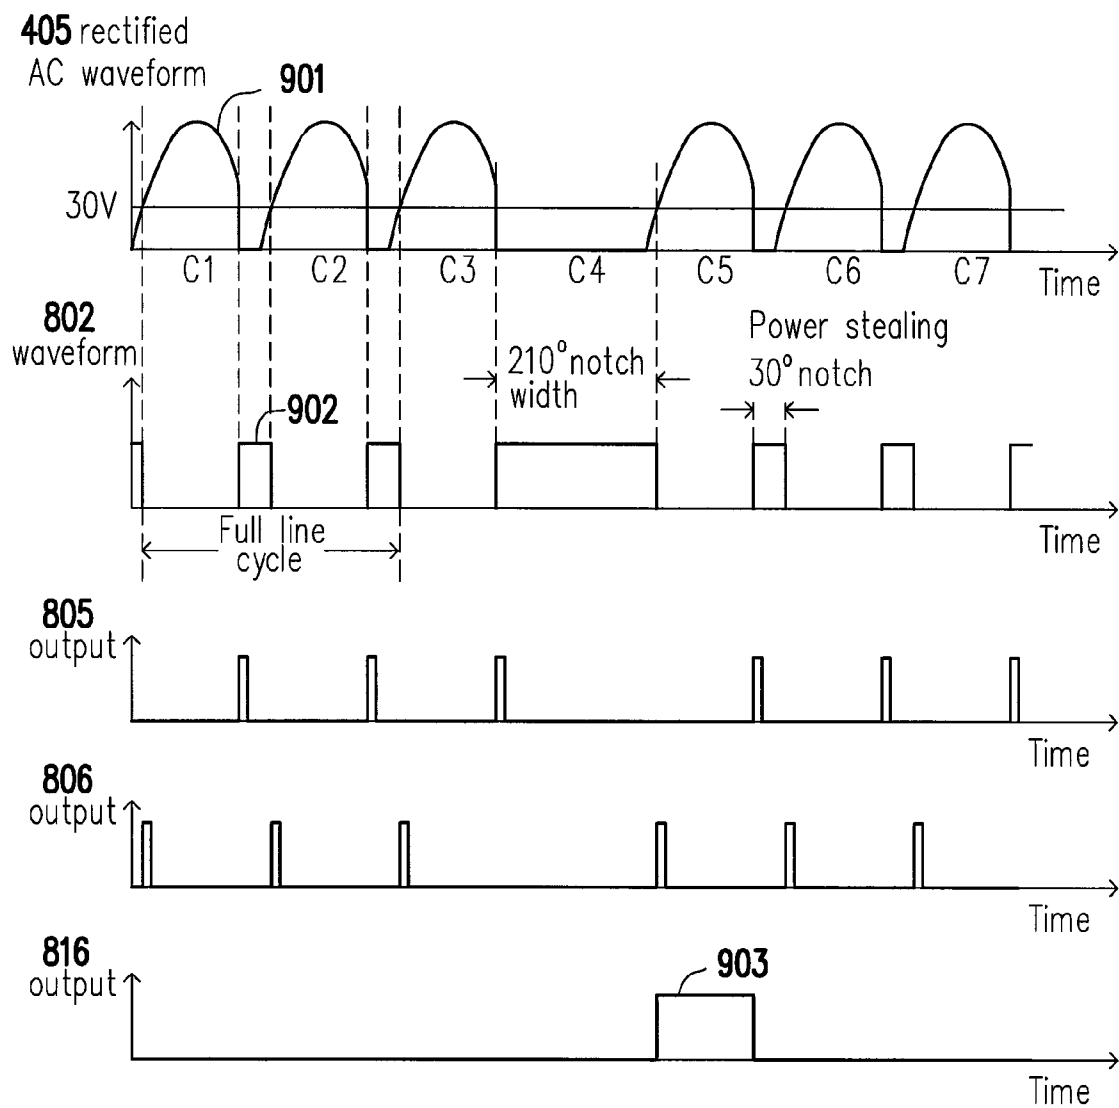 405 rectified
AC waveform
901
30V
C1
C2
C3
C4
C5
C6
C7
Time
802
waveform
902
210° notch
width
Power stealing
30° notch
Full line
cycle
Time
805
output
Time
806
output
Time
816
output
903
Time